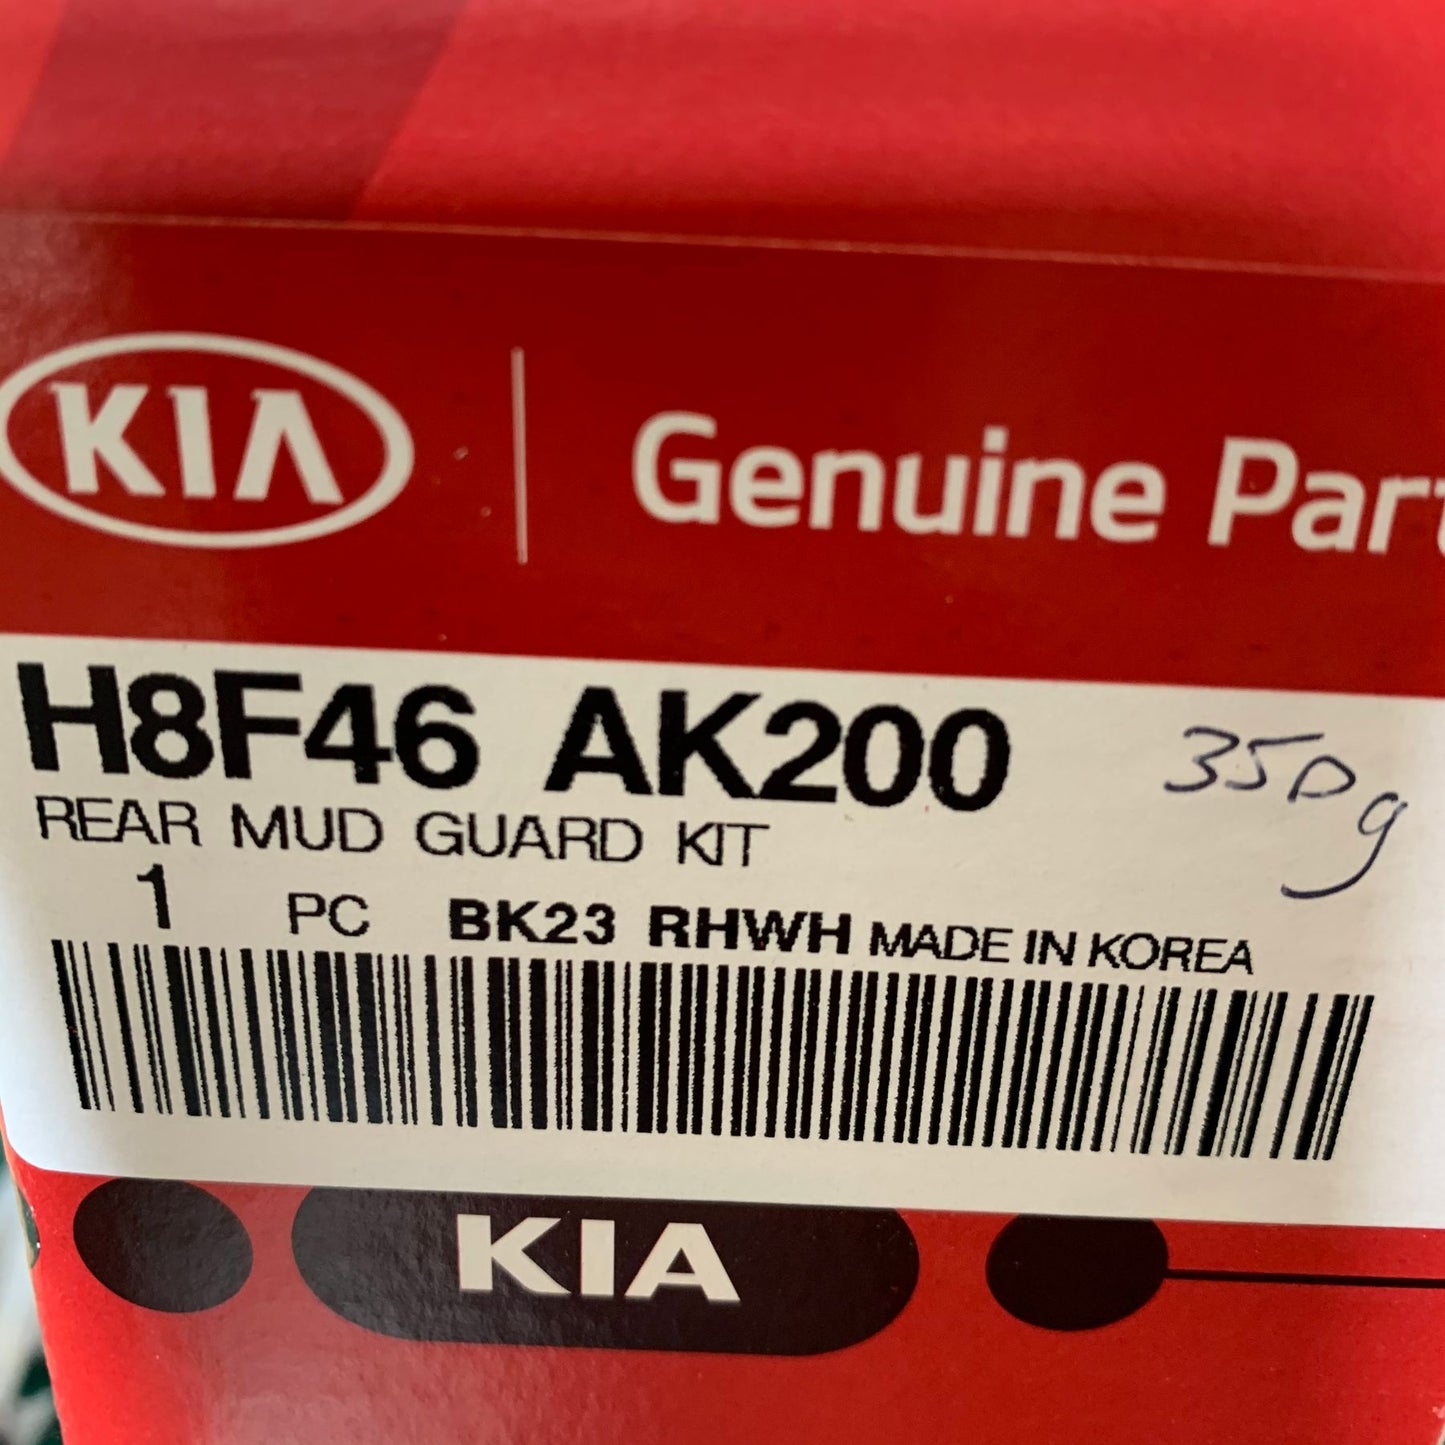 KIA Genuine Part
H8F46 AK200 350g
REAR MUD GUARD KIT
1 PC BK23 RHWH MADE IN KOREA
KIA